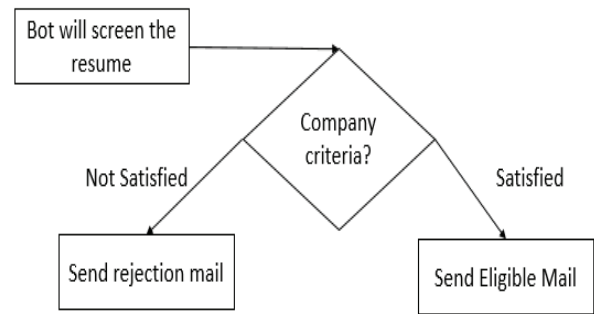 Bot will screen the
resume
Company
criteria?
Not Satisfied
Satisfied
Send rejection mail
Send Eligible Mail